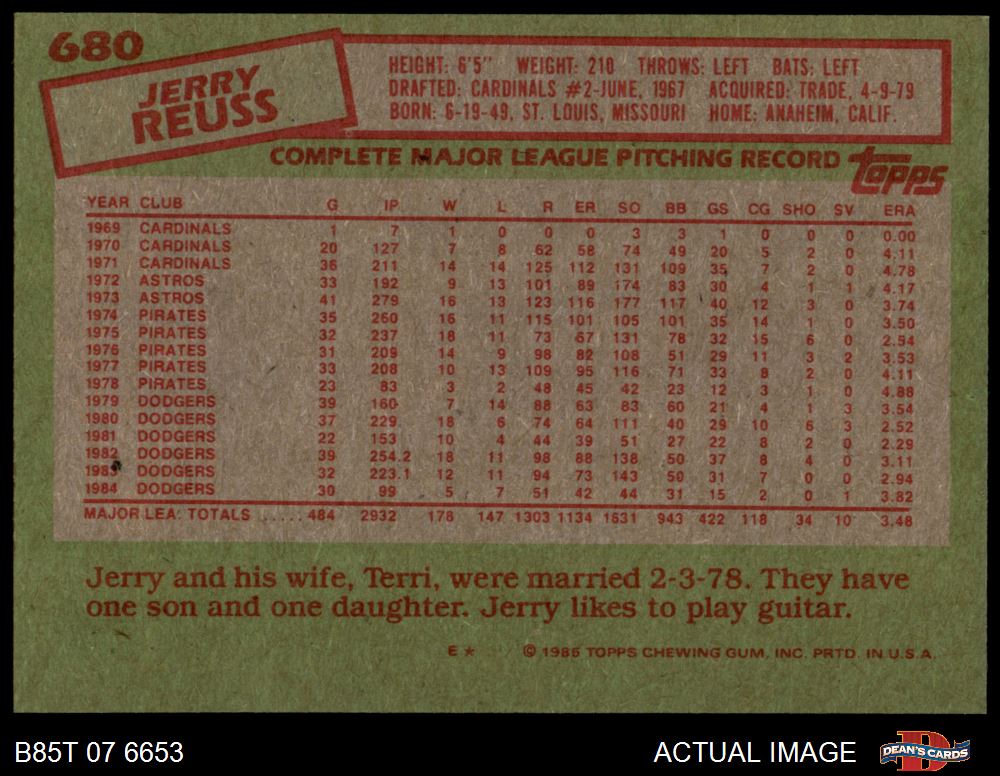 680
JERRY
REUSS
HEIGHT: 6'5" WEIGHT: 210 THROWS: LEFT BATS: LEFT
DRAFTED: CARDINALS #2-JUNE, 1967 ACQUIRED: TRADE, 4-9-79
BORN: 6-19-49, ST. LOUIS, MISSOURI HOME: ANAHEIM, CALIF.
COMPLETE MAJOR LEAGUE PITCHING RECORD topps
YEAR CLUB G IP W L R ER SO BB GS CG SHO SV ERA
1969 CARDINALS 1 7 1 0 0 0 3 3 1 0 0 0 0.00
1970 CARDINALS 20 127 7 8 62 58 74 49 20 5 2 0 4.11
1971 CARDINALS 36 211 14 14 125 112 131 109 35 7 2 0 4.78
1972 ASTROS 33 192 9 13 101 89 174 83 30 4 1 1 4.17
1973 ASTROS 41 279 16 13 123 116 177 117 40 12 3 0 3.74
1974 PIRATES 35 260 16 11 115 101 105 101 35 14 1 0 3.50
1975 PIRATES 32 237 18 11 73 67 131 78 32 15 6 0 2.54
1976 PIRATES 31 209 14 9 98 82 108 51 29 11 3 2 3.53
1977 PIRATES 33 208 10 13 109 95 116 71 33 8 2 0 4.11
1978 PIRATES 23 83 3 2 48 45 42 23 12 3 1 0 4.88
1979 DODGERS 39 160 7 14 88 63 83 60 21 4 1 3 3.54
1980 DODGERS 37 229 18 6 74 64 111 40 29 10 6 3 2.52
1981 DODGERS 22 153 10 4 44 39 51 27 22 8 2 0 2.29
1982 DODGERS 39 254.2 18 11 98 88 138 50 37 8 4 0 3.11
1983 DODGERS 32 223.1 12 11 94 73 143 50 31 7 0 0 2.94
1984 DODGERS 30 99 5 7 51 42 44 31 15 2 0 1 3.82
MAJOR LEA. TOTALS ..... 484 2932 178 147 1303 1134 1631 943 422 118 34 10 3.48
Jerry and his wife, Terri, were married 2-3-78. They have
one son and one daughter. Jerry likes to play guitar.
E * © 1985 TOPPS CHEWING GUM, INC. PRTD. IN U.S.A.
B85T 07 6653 ACTUAL IMAGE DEAN'S CARDS